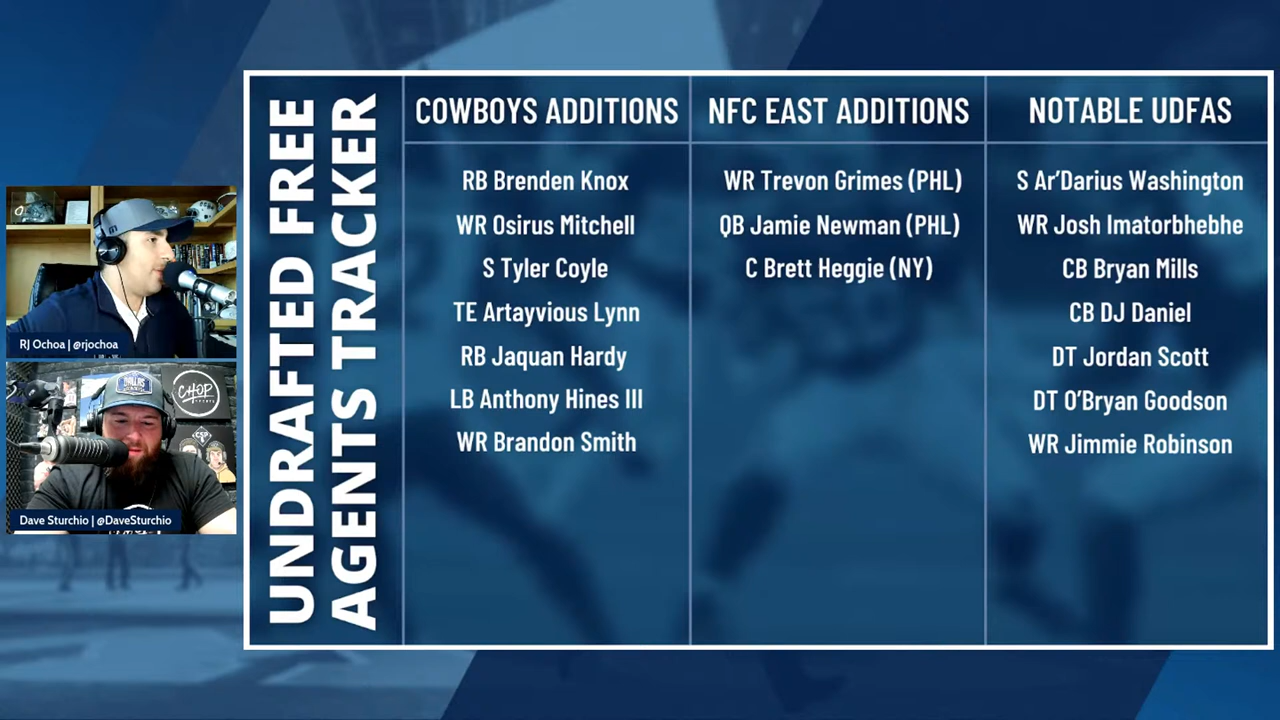 UNDRAFTED FREE
AGENTS TRACKER
COWBOYS ADDITIONS
RB Brenden Knox
WR Osirus Mitchell
S Tyler Coyle
TE Artayvious Lynn
RB Jaquan Hardy
LB Anthony Hines III
WR Brandon Smith
NFC EAST ADDITIONS
WR Trevon Grimes (PHL)
QB Jamie Newman (PHL)
C Brett Heggie (NY)
NOTABLE UDFAS
S Ar'Darius Washington
WR Josh Imatorbhebhe
CB Bryan Mills
CB DJ Daniel
DT Jordan Scott
DT O'Bryan Goodson
WR Jimmie Robinson
RJ Ochoa | @rjochoa
DALLAS
CHOP
Dave Sturchio | @DaveSturchio